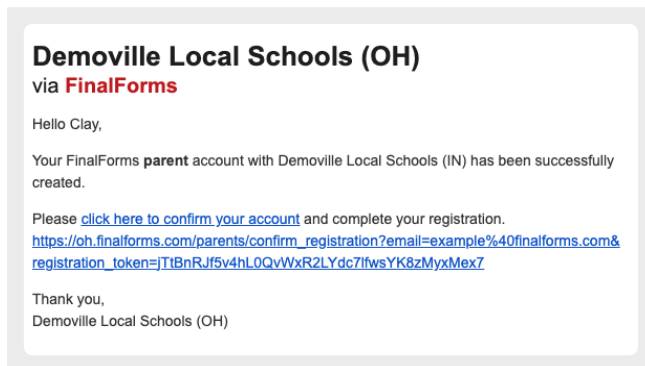 Demoville Local Schools (OH)
via FinalForms
Hello Clay,
Your FinalForms parent account with Demoville Local Schools (IN) has been successfully
created.
Please click here to confirm your account and complete your registration.
https://oh.finalforms.com/parents/confirm_registration?email=example%40finalforms.com&
registration_token=jTtBnRJf5v4hL0QvWxR2LYdc7lfwsYK8zMyxMex7
Thank you,
Demoville Local Schools (OH)